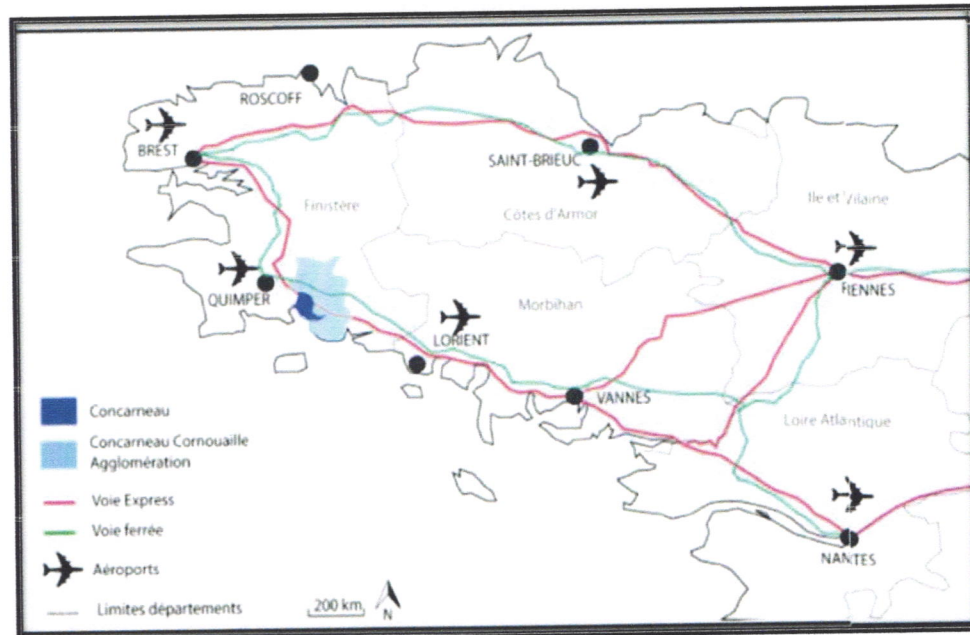 ROSCOFF
BREST
SAINT-BRIEUC
Finistère
Côtes d'Armor
Ile et Vilaine
QUIMPER
RENNES
Morbihan
LORIENT
VANNES
Loire Atlantique
NANTES
Concarneau
Concarneau Cornouaille
Agglomération
Voie Express
Voie ferrée
Aéroports
Limites départements
200 km
N